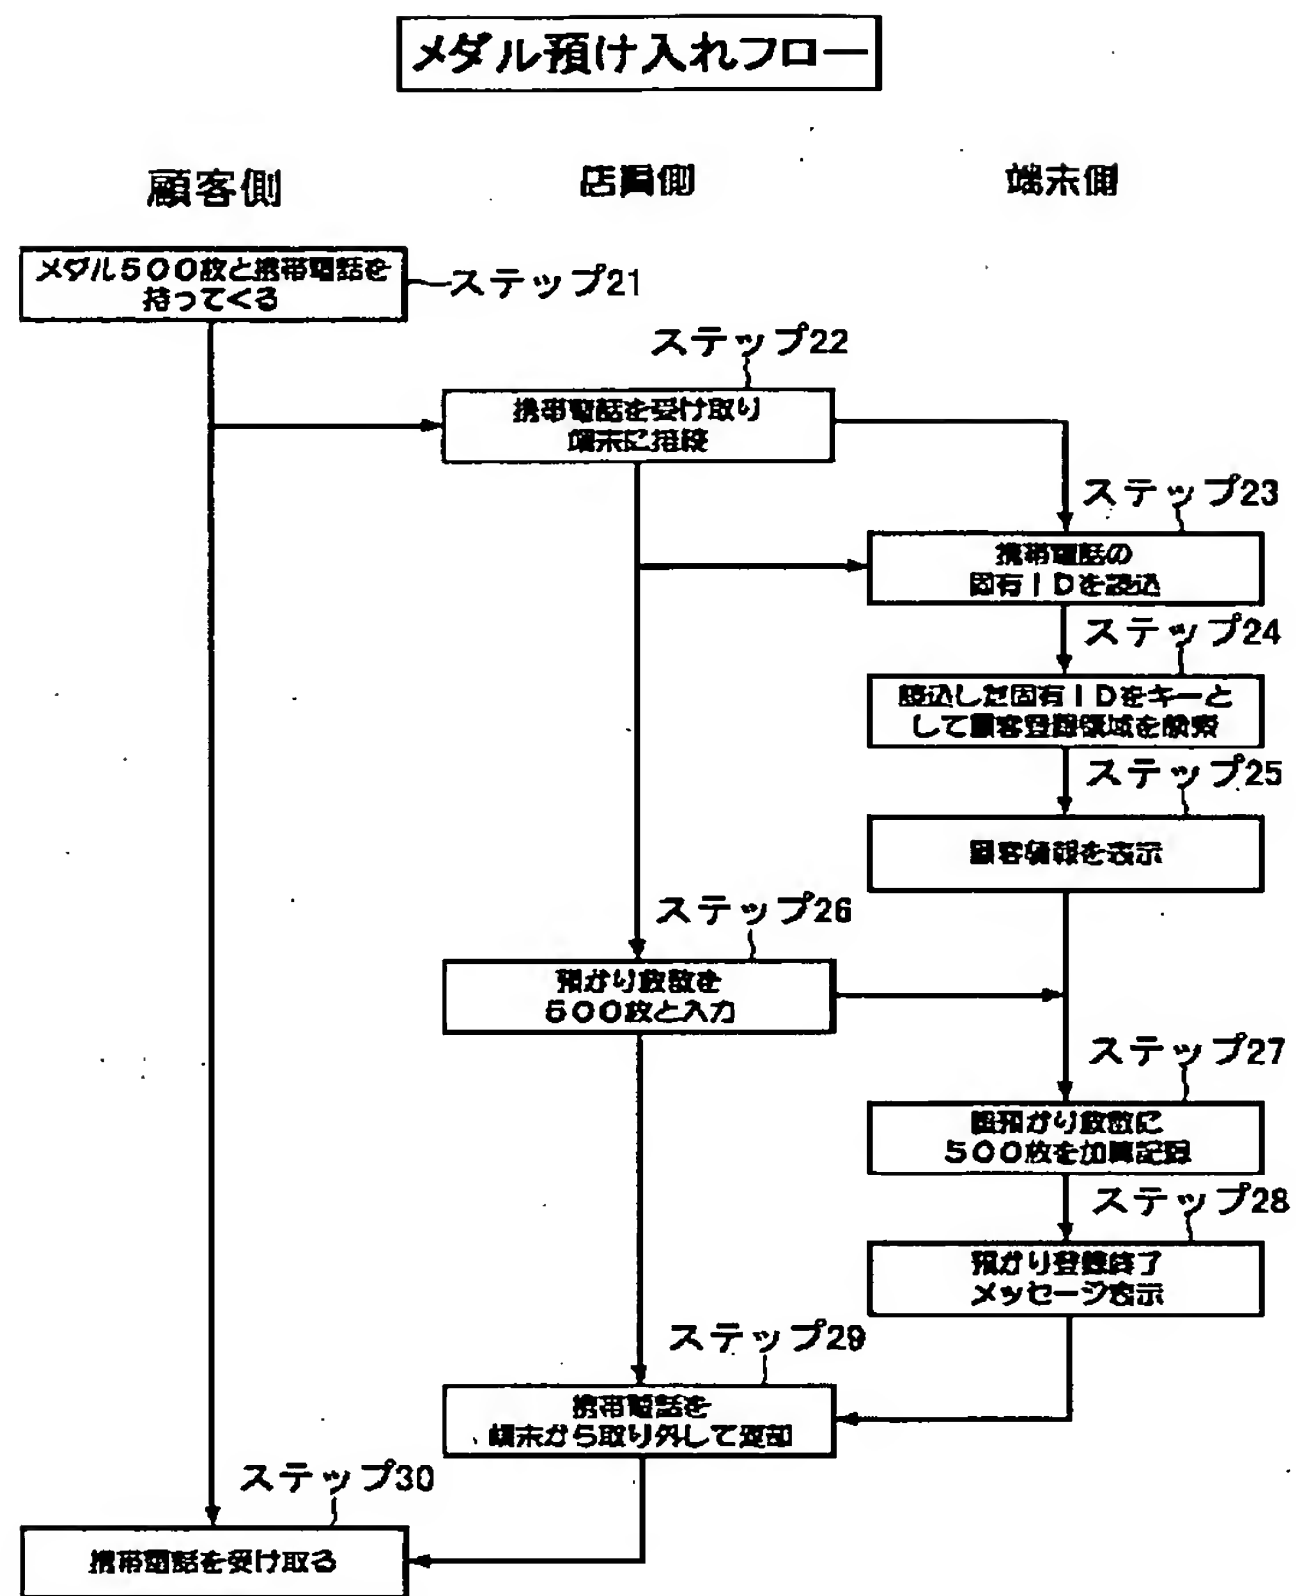 メダル預け入れフロー
顧客側
店員側
端末側
メダル500枚と携帯電話を
持ってくる
ステップ21
ステップ22
携帯電話を受け取り
端末に接続
ステップ23
携帯電話の
固有IDを読込
ステップ24
読込した固有IDをキーと
して顧客登録領域を検索
ステップ25
顧客情報を表示
ステップ26
預かり枚数を
500枚と入力
ステップ27
総預かり枚数に
500枚を加算記録
ステップ28
預かり登録終了
メッセージ表示
ステップ29
携帯電話を
端末から取り外して返却
ステップ30
携帯電話を受け取る